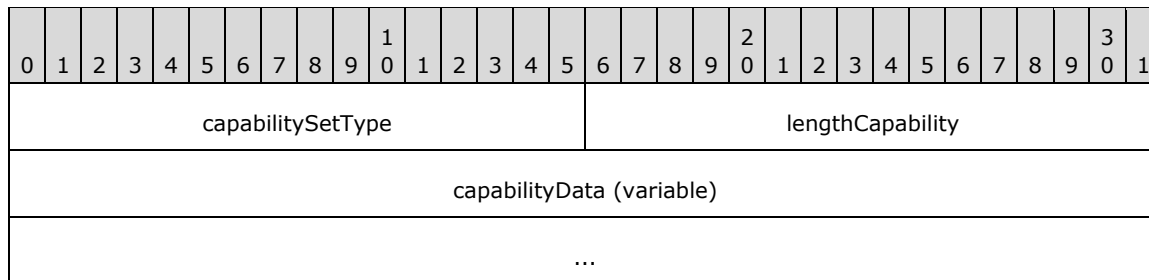 1 2 3
0 1 2 3 4 5 6 7 8 9 0 1 2 3 4 5 6 7 8 9 0 1 2 3 4 5 6 7 8 9 0 1
capabilitySetType lengthCapability
capabilityData (variable)
...